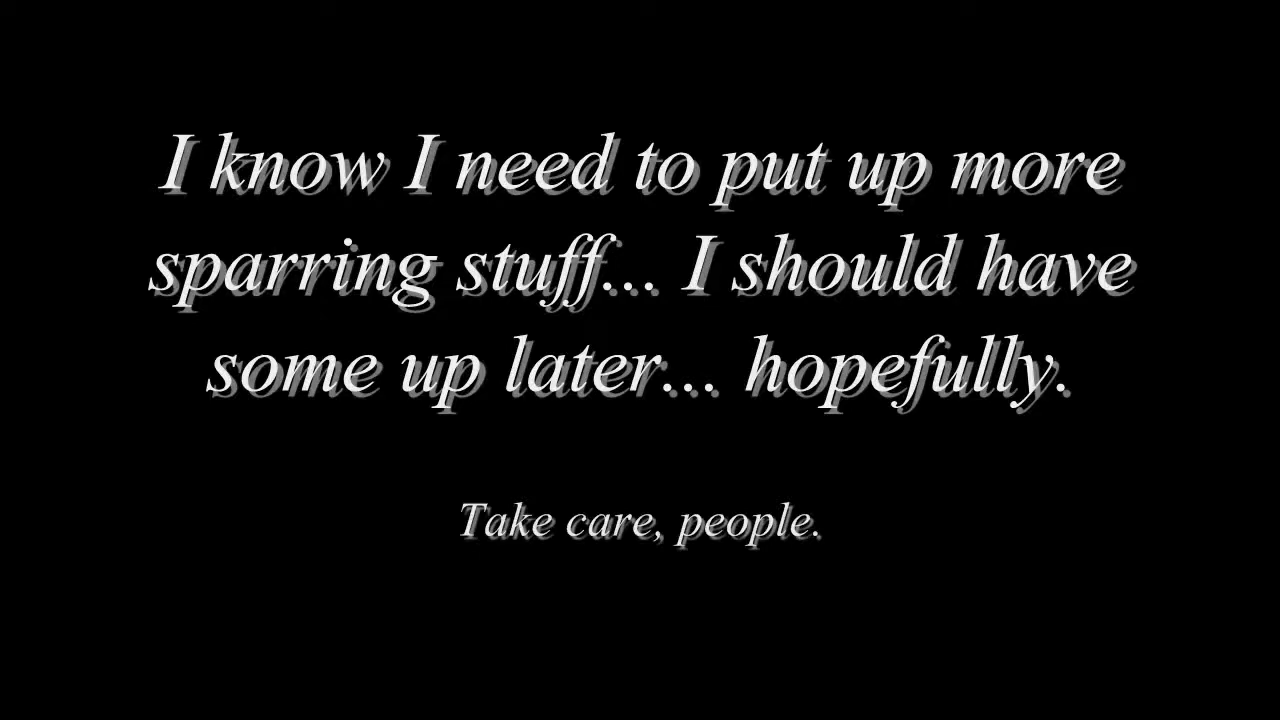 I know I need to put up more
sparring stuff... I should have
some up later... hopefully.
Take care, people.